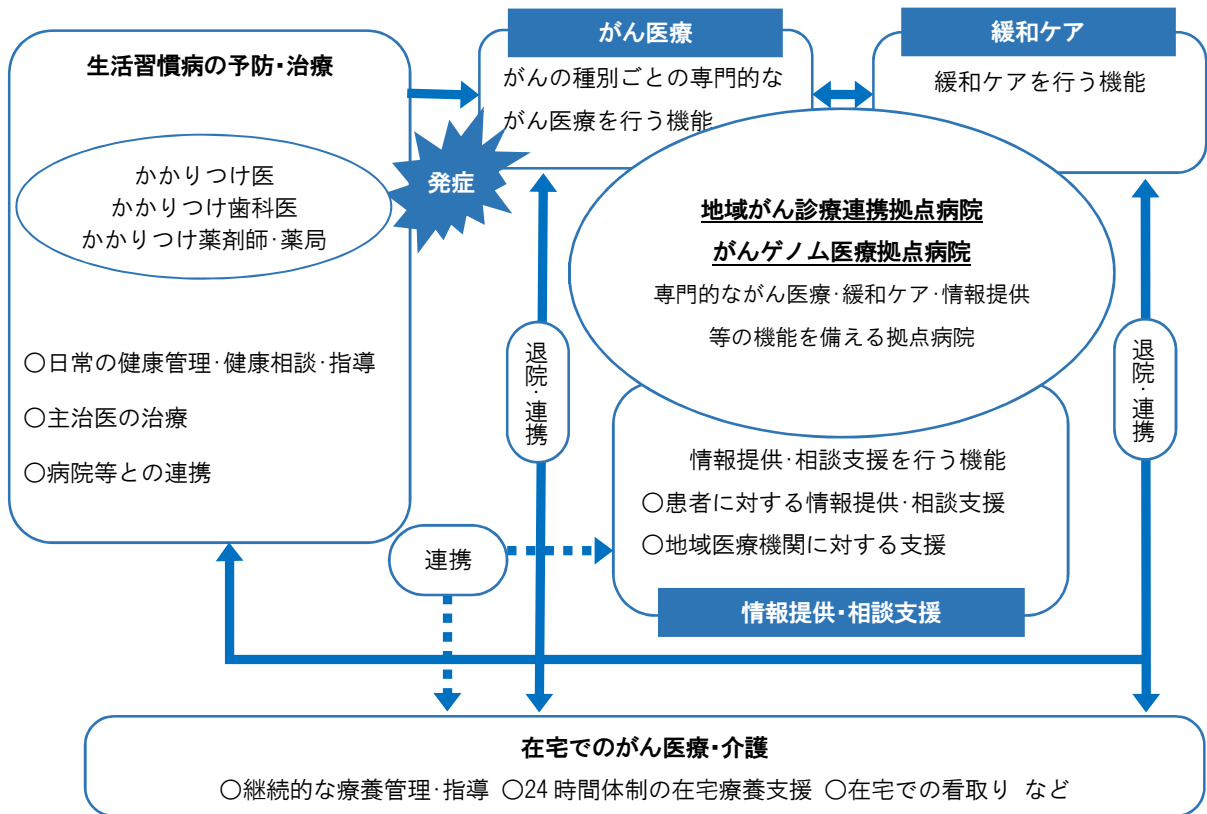 生活習慣病の予防・治療
かかりつけ医
かかりつけ歯科医
かかりつけ薬剤師・薬局
〇日常の健康管理・健康相談・指導
〇主治医の治療
〇病院等との連携
発症
がん医療
がんの種別ごとの専門的な
がん医療を行う機能
緩和ケア
緩和ケアを行う機能
地域がん診療連携拠点病院
がんゲノム医療拠点病院
専門的ながん医療・緩和ケア・情報提供
等の機能を備える拠点病院
退院・連携
退院・連携
情報提供・相談支援を行う機能
〇患者に対する情報提供・相談支援
〇地域医療機関に対する支援
情報提供・相談支援
連携
在宅でのがん医療・介護
〇継続的な療養管理・指導 〇24 時間体制の在宅療養支援 〇在宅での看取り など